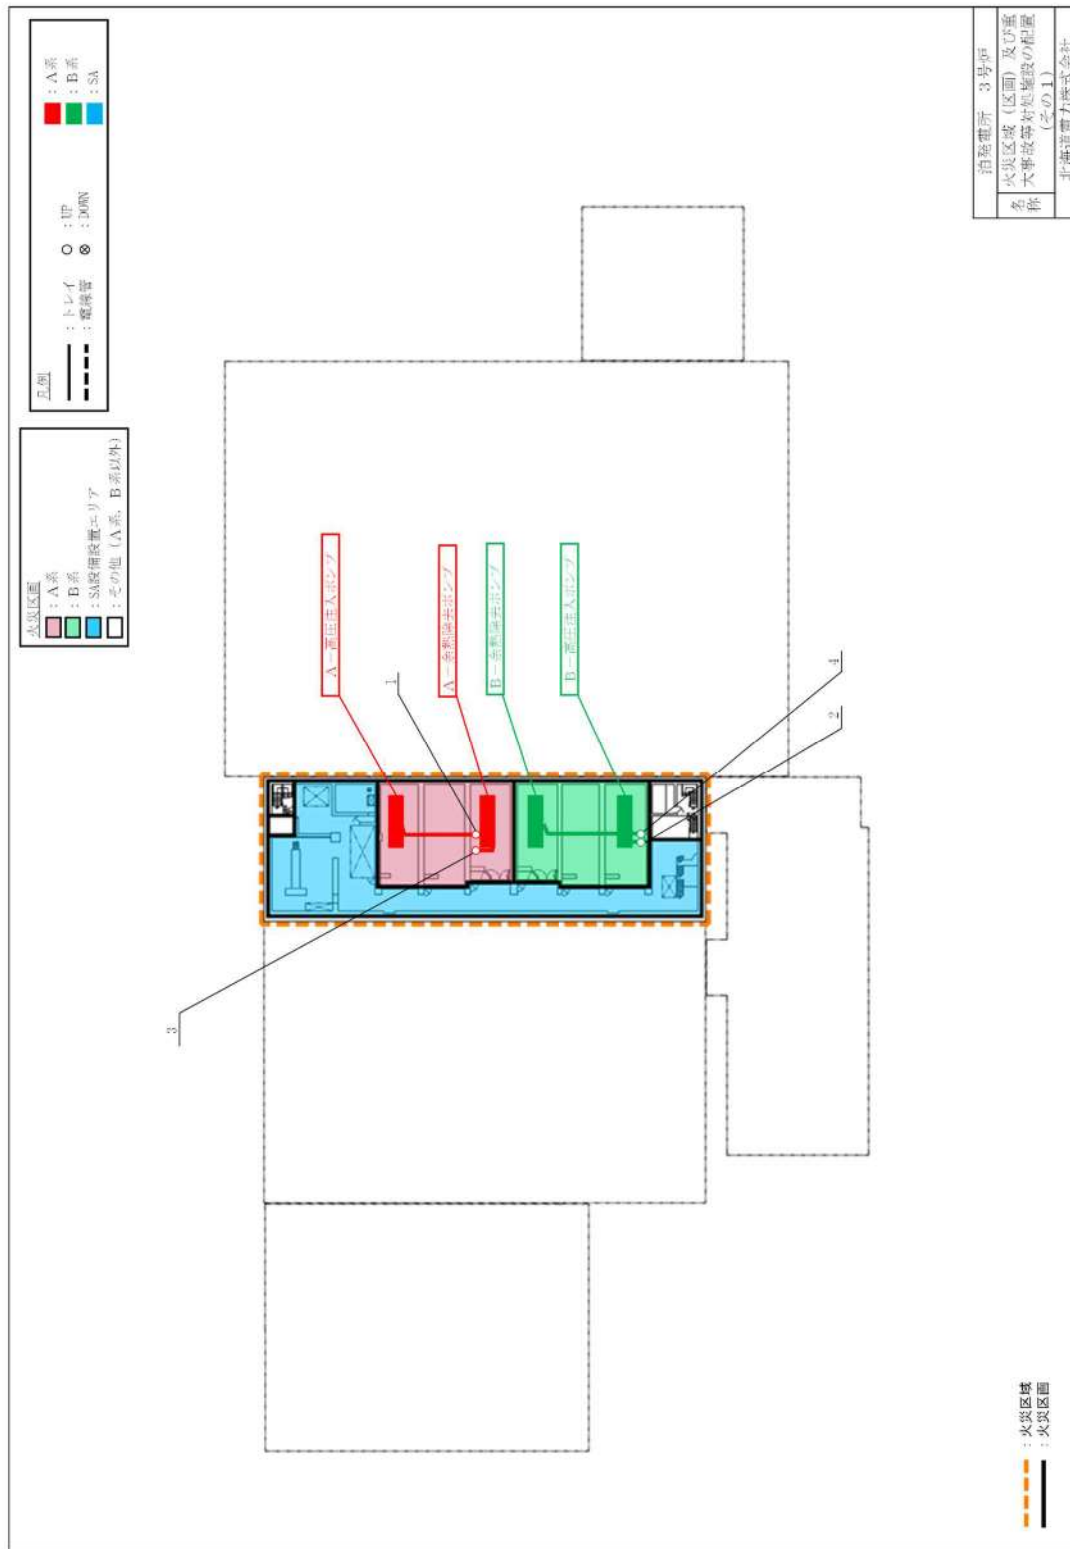 火災区画
：A系
：B系
：SA設備設置エリア
：その他（A系，B系以外）
凡例
：トレイ
：電線管
：UP
：DOWN
：A系
：B系
：SA
A－高圧注入ポンプ
A－余熱除去ポンプ
B－余熱除去ポンプ
B－高圧注入ポンプ
1
2
3
4
：火災区域
：火災区画
泊発電所　3号炉
名称
火災区域（区画）及び重
大事故等対処施設の配置
（その1）
北海道電力株式会社